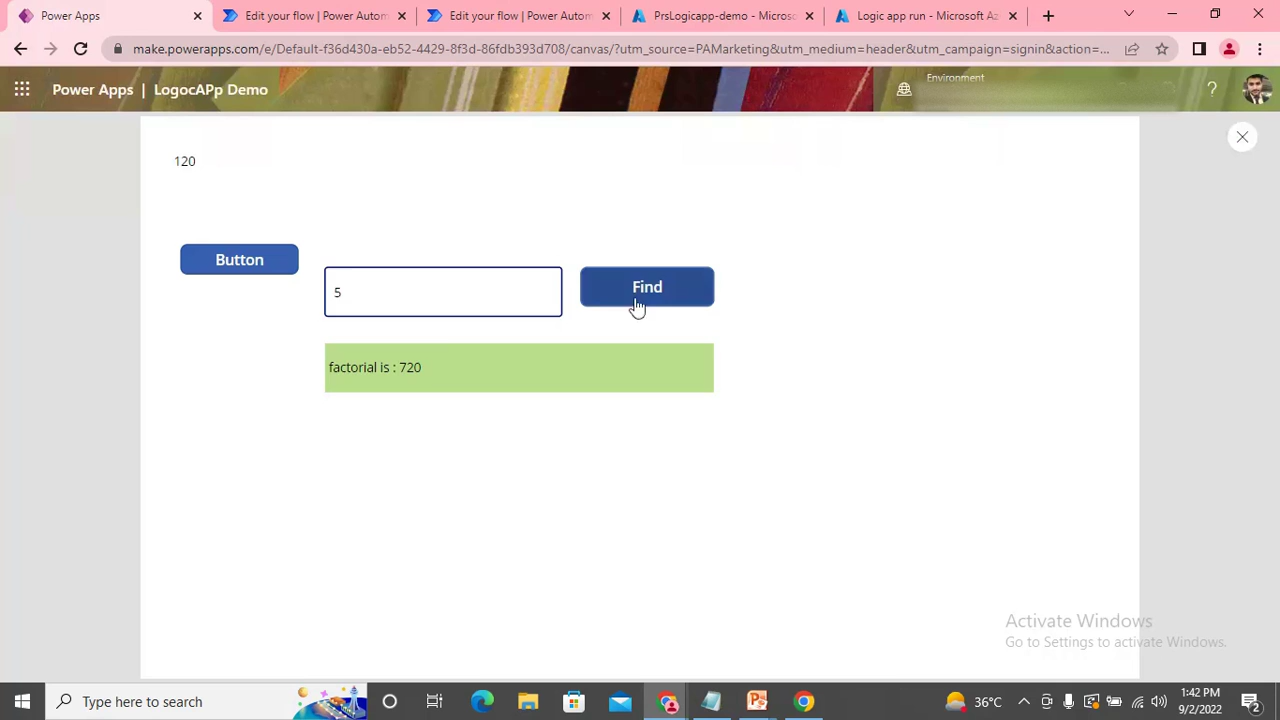 Power Apps
Edit your flow | Power Autom
Edit your flow | Power Autom
PrsLogicapp-demo - Microso
Logic app run - Microsoft Az
make.powerapps.com/e/Default-f36d430a-eb52-4429-8f3d-86fdb393d708/canvas/?utm_source=PAMarketing&utm_medium=header&utm_campaign=signin&action=...
Power Apps | LogocAPp Demo
Environment
120
Button
5
Find
factorial is : 720
Activate Windows
Go to Settings to activate Windows.
Type here to search
36°C
1:42 PM
9/2/2022
2